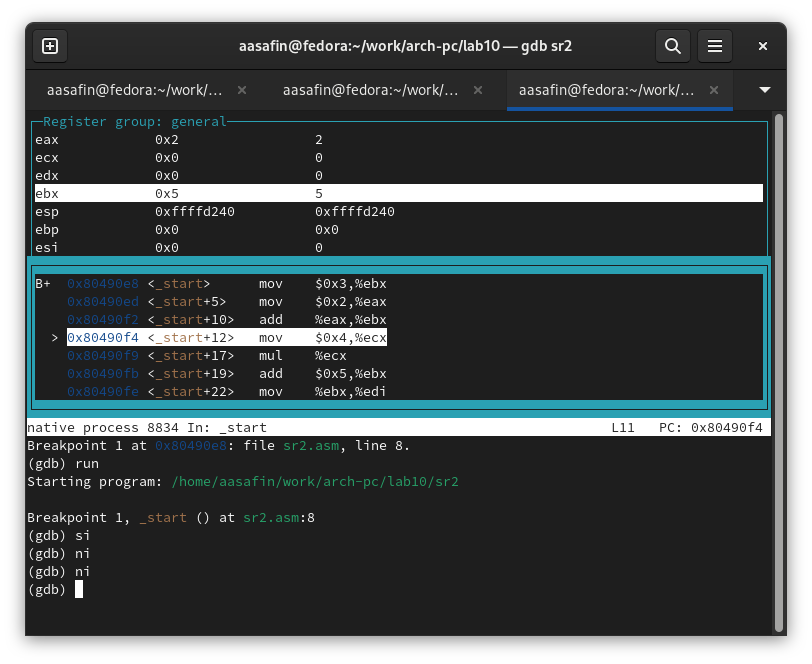 aasafin@fedora:~/work/arch-pc/lab10 — gdb sr2
aasafin@fedora:~/work/... aasafin@fedora:~/work/... aasafin@fedora:~/work/...
Register group: general
eax 0x2 2
ecx 0x0 0
edx 0x0 0
ebx 0x5 5
esp 0xffffd240 0xffffd240
ebp 0x0 0x0
esi 0x0 0
B+ 0x80490e8 <_start> mov $0x3,%ebx
0x80490ed <_start+5> mov $0x2,%eax
0x80490f2 <_start+10> add %eax,%ebx
> 0x80490f4 <_start+12> mov $0x4,%ecx
0x80490f9 <_start+17> mul %ecx
0x80490fb <_start+19> add $0x5,%ebx
0x80490fe <_start+22> mov %ebx,%edi
native process 8834 In: _start L11 PC: 0x80490f4
Breakpoint 1 at 0x80490e8: file sr2.asm, line 8.
(gdb) run
Starting program: /home/aasafin/work/arch-pc/lab10/sr2
Breakpoint 1, _start () at sr2.asm:8
(gdb) si
(gdb) ni
(gdb) ni
(gdb)